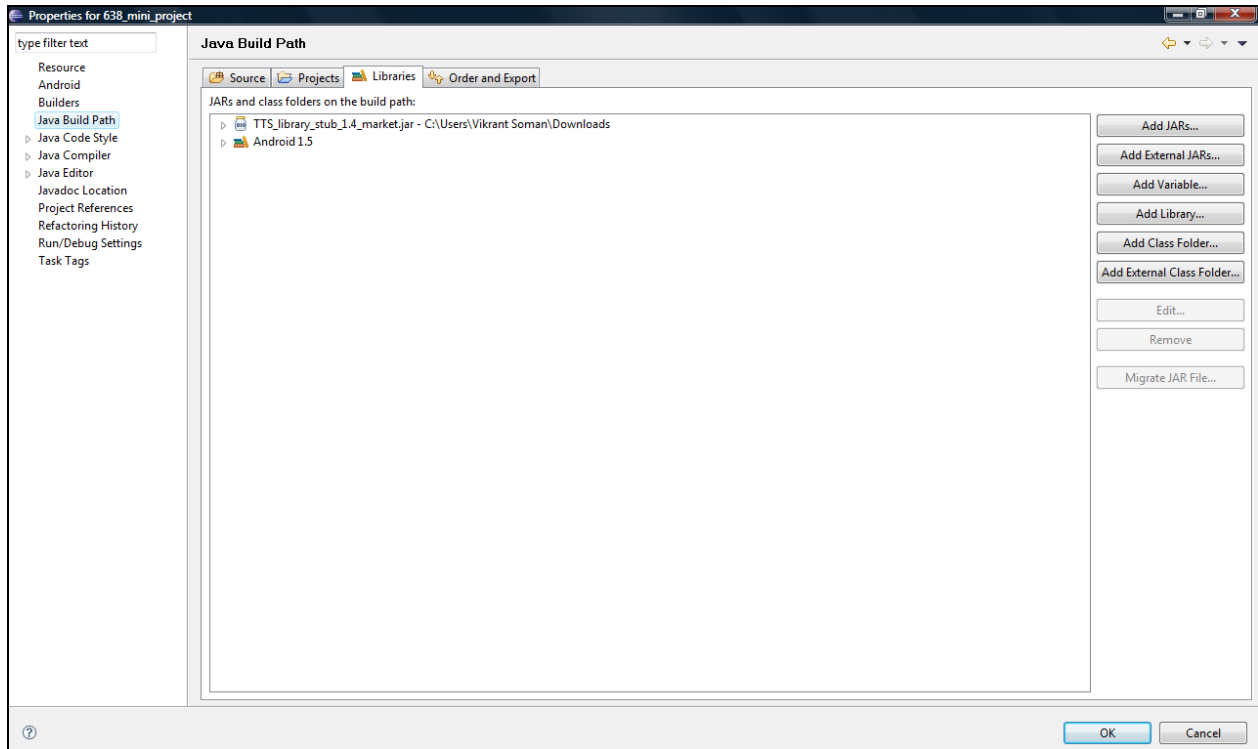 Properties for 638_mini_project
type filter text
Resource
Android
Builders
Java Build Path
Java Code Style
Java Compiler
Java Editor
Javadoc Location
Project References
Refactoring History
Run/Debug Settings
Task Tags
Java Build Path
Source Projects Libraries Order and Export
JARs and class folders on the build path:
TTS_library_stub_1.4_market.jar - C:\Users\Vikrant Soman\Downloads
Android 1.5
Add JARs...
Add External JARs...
Add Variable...
Add Library...
Add Class Folder...
Add External Class Folder...
Edit...
Remove
Migrate JAR File...
OK Cancel